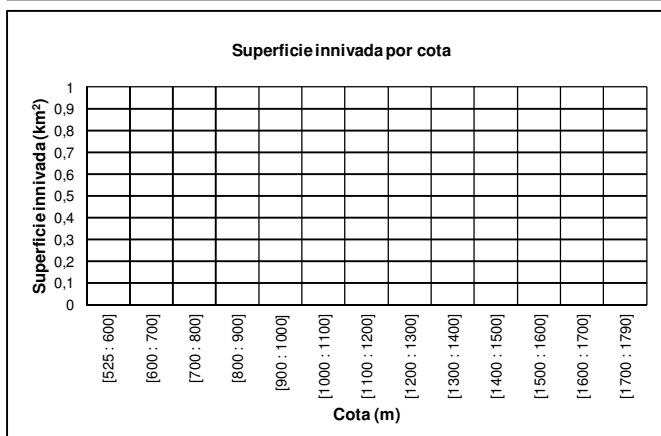 Superficie innivada por cota
Superficie innivada (km²)
1
0,9
0,8
0,7
0,6
0,5
0,4
0,3
0,2
0,1
0
[525 : 600]
[600 : 700]
[700 : 800]
[800 : 900]
[900 : 1000]
[1000 : 1100]
[1100 : 1200]
[1200 : 1300]
[1300 : 1400]
[1400 : 1500]
[1500 : 1600]
[1600 : 1700]
[1700 : 1790]
Cota (m)